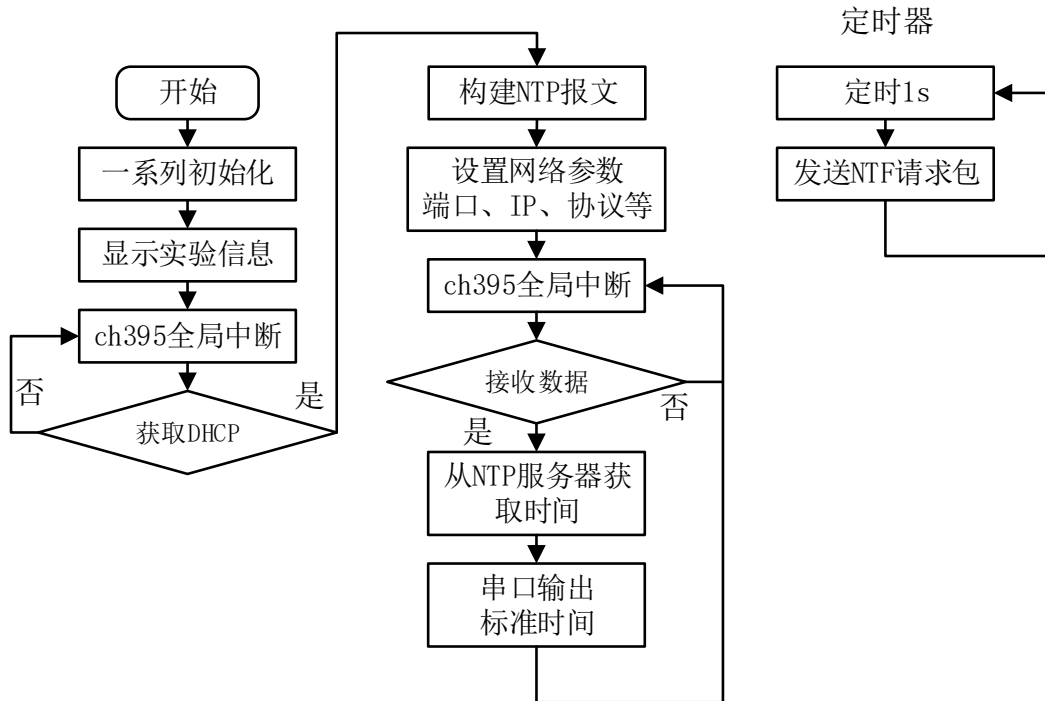 开始
一系列初始化
显示实验信息
ch395全局中断
否
是
获取DHCP
构建NTP报文
设置网络参数
端口、IP、协议等
ch395全局中断
接收数据
否
是
从NTP服务器获
取时间
串口输出
标准时间
定时器
定时1s
发送NTF请求包